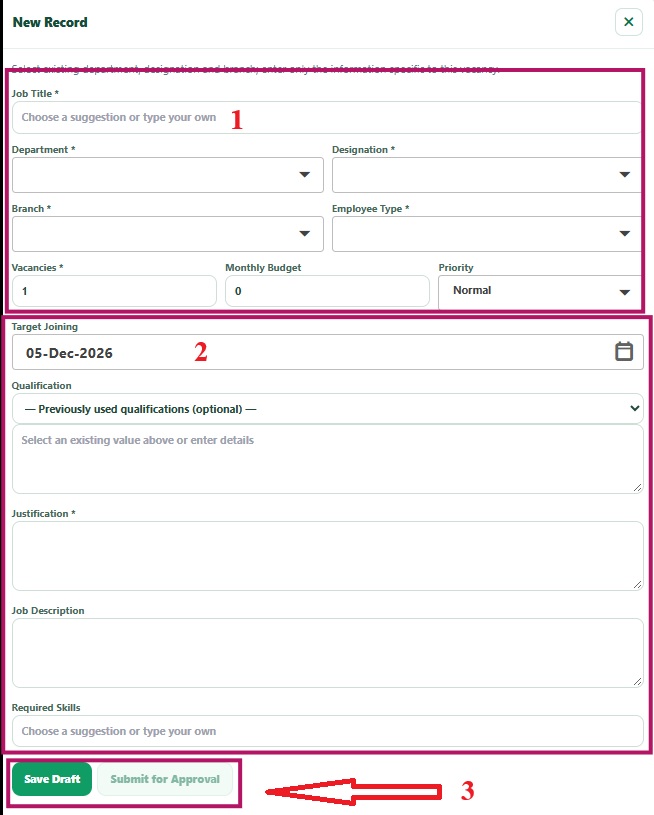 New Record
Select existing department, designation and branch; enter only the information specific to this vacancy.
Job Title *
Choose a suggestion or type your own
1
Department *
Designation *
Branch *
Employee Type *
Vacancies *
Monthly Budget
Priority
1
0
Normal
Target Joining
05-Dec-2026
2
Qualification
— Previously used qualifications (optional) —
Select an existing value above or enter details
Justification *
Job Description
Required Skills
Choose a suggestion or type your own
Save Draft
Submit for Approval
3